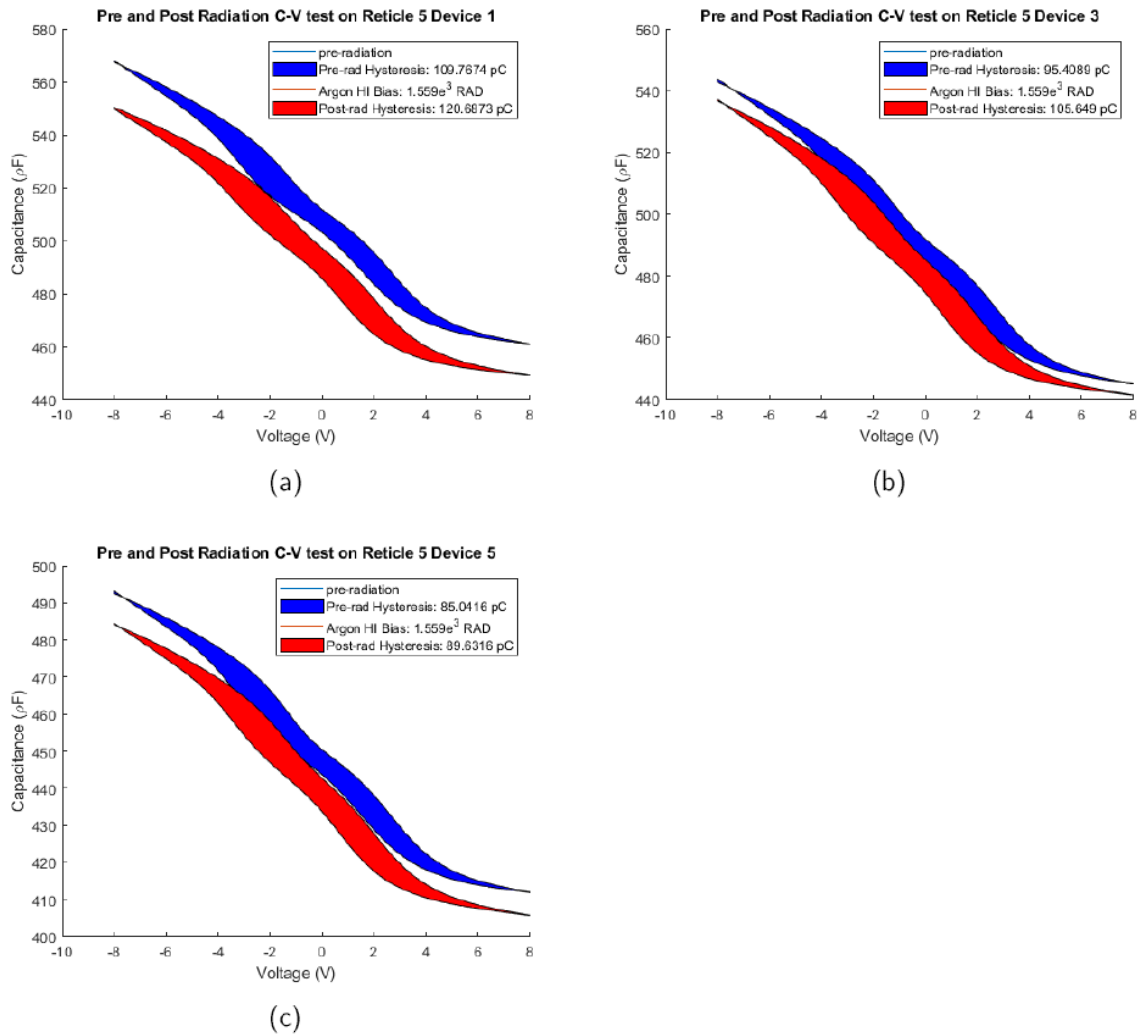 Pre and Post Radiation C-V test on Reticle 5 Device 1
580
560
540
520
500
480
460
440
Capacitance (ρF)
pre-radiation
Pre-rad Hysteresis: 109.7674 pC
Argon HI Bias: 1.559e³ RAD
Post-rad Hysteresis: 120.6873 pC
-10 -8 -6 -4 -2 0 2 4 6 8
Voltage (V)
(a)
Pre and Post Radiation C-V test on Reticle 5 Device 3
560
540
520
500
480
460
440
Capacitance (ρF)
pre-radiation
Pre-rad Hysteresis: 95.4089 pC
Argon HI Bias: 1.559e³ RAD
Post-rad Hysteresis: 105.649 pC
-10 -8 -6 -4 -2 0 2 4 6 8
Voltage (V)
(b)
Pre and Post Radiation C-V test on Reticle 5 Device 5
500
490
480
470
460
450
440
430
420
410
400
Capacitance (ρF)
pre-radiation
Pre-rad Hysteresis: 85.0416 pC
Argon HI Bias: 1.559e³ RAD
Post-rad Hysteresis: 89.6316 pC
-10 -8 -6 -4 -2 0 2 4 6 8
Voltage (V)
(c)